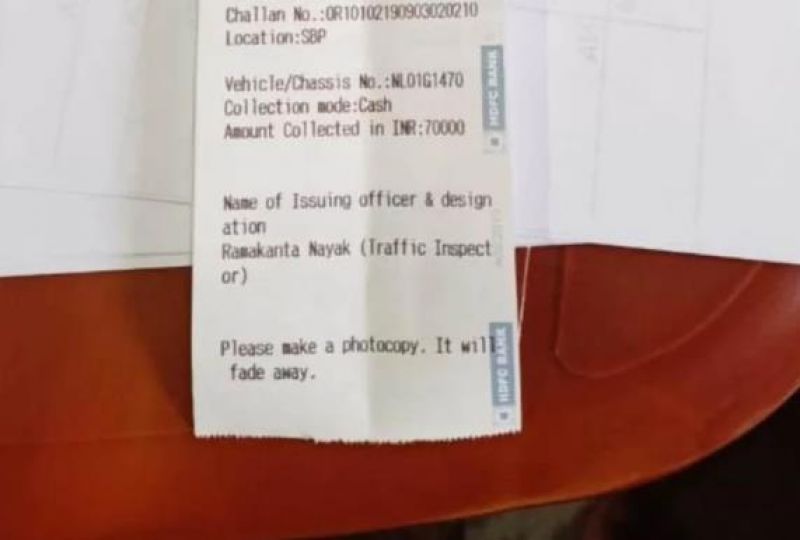 Challan No.:OR10102190903020210
Location:SBP
Vehicle/Chassis No.:NL01G1470
Collection mode:Cash
Amount Collected in INR:70000
Name of Issuing officer & design
ation
Ramakanta Nayak (Traffic Inspect
or)
Please make a photocopy. It will
fade away.
HDFC BANK
HDFC BANK